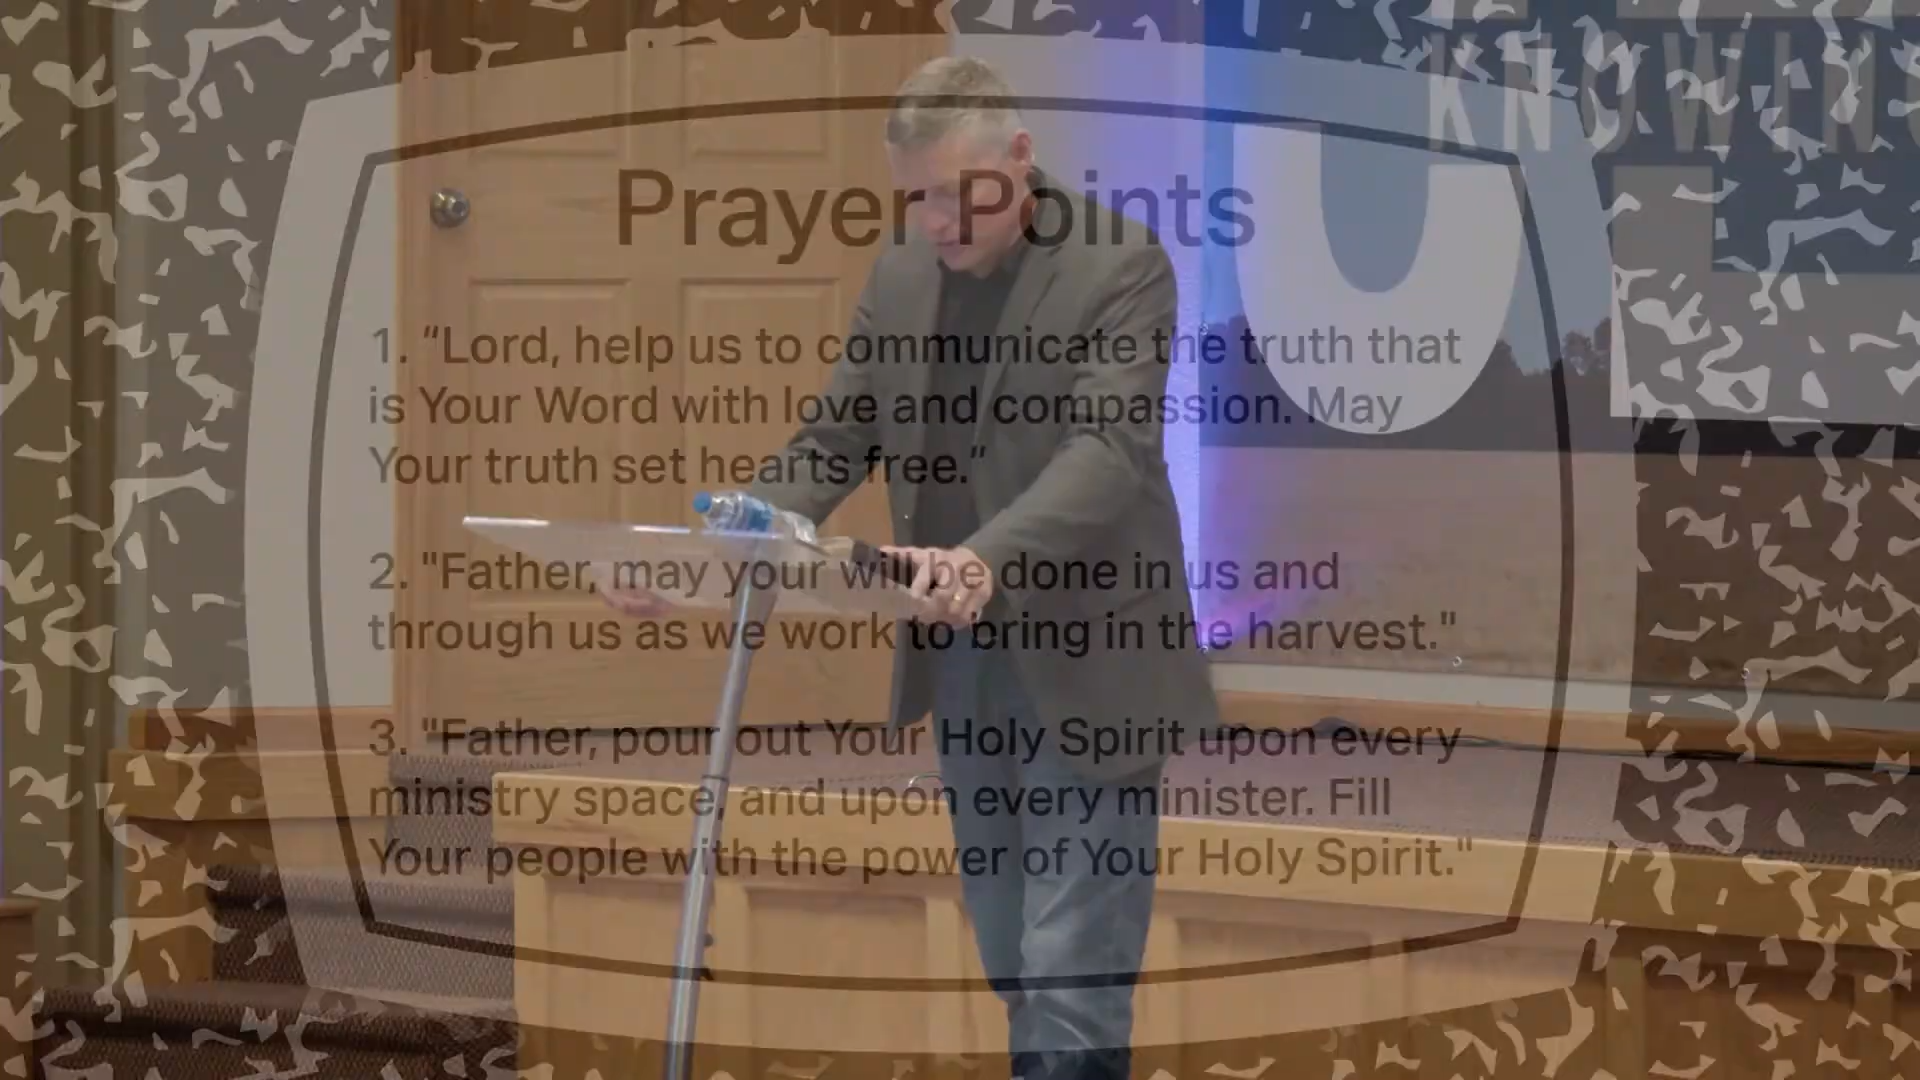 KNOWING
Prayer Points
1. “Lord, help us to communicate the truth that
is Your Word with love and compassion. May
Your truth set hearts free.”
2. "Father, may your will be done in us and
through us as we work to bring in the harvest."
3. "Father, pour out Your Holy Spirit upon every
ministry space, and upon every minister. Fill
Your people with the power of Your Holy Spirit."